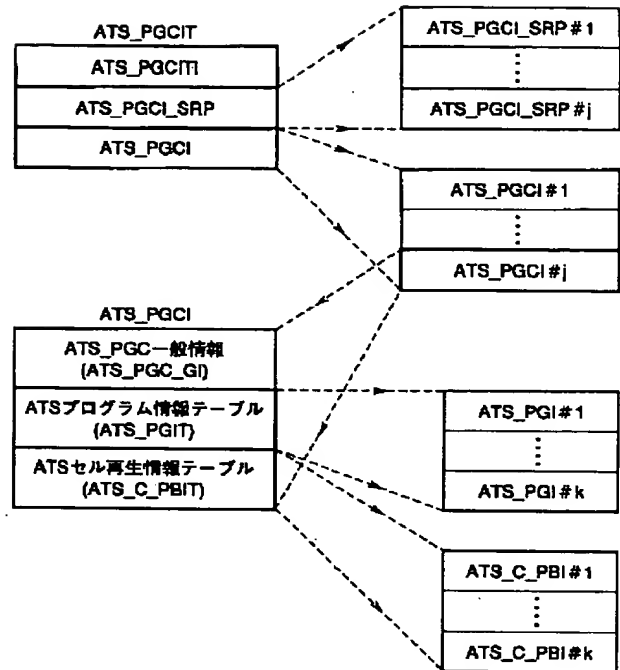 ATS_PGCIT
ATS_PGCITI
ATS_PGCI_SRP
ATS_PGCI
ATS_PGCI_SRP#1
ATS_PGCI_SRP#j
ATS_PGCI#1
ATS_PGCI#j
ATS_PGCI
ATS_PGC一般情報
(ATS_PGC_GI)
ATSプログラム情報テーブル
(ATS_PGIT)
ATSセル再生情報テーブル
(ATS_C_PBIT)
ATS_PGI#1
ATS_PGI#k
ATS_C_PBI#1
ATS_C_PBI#k